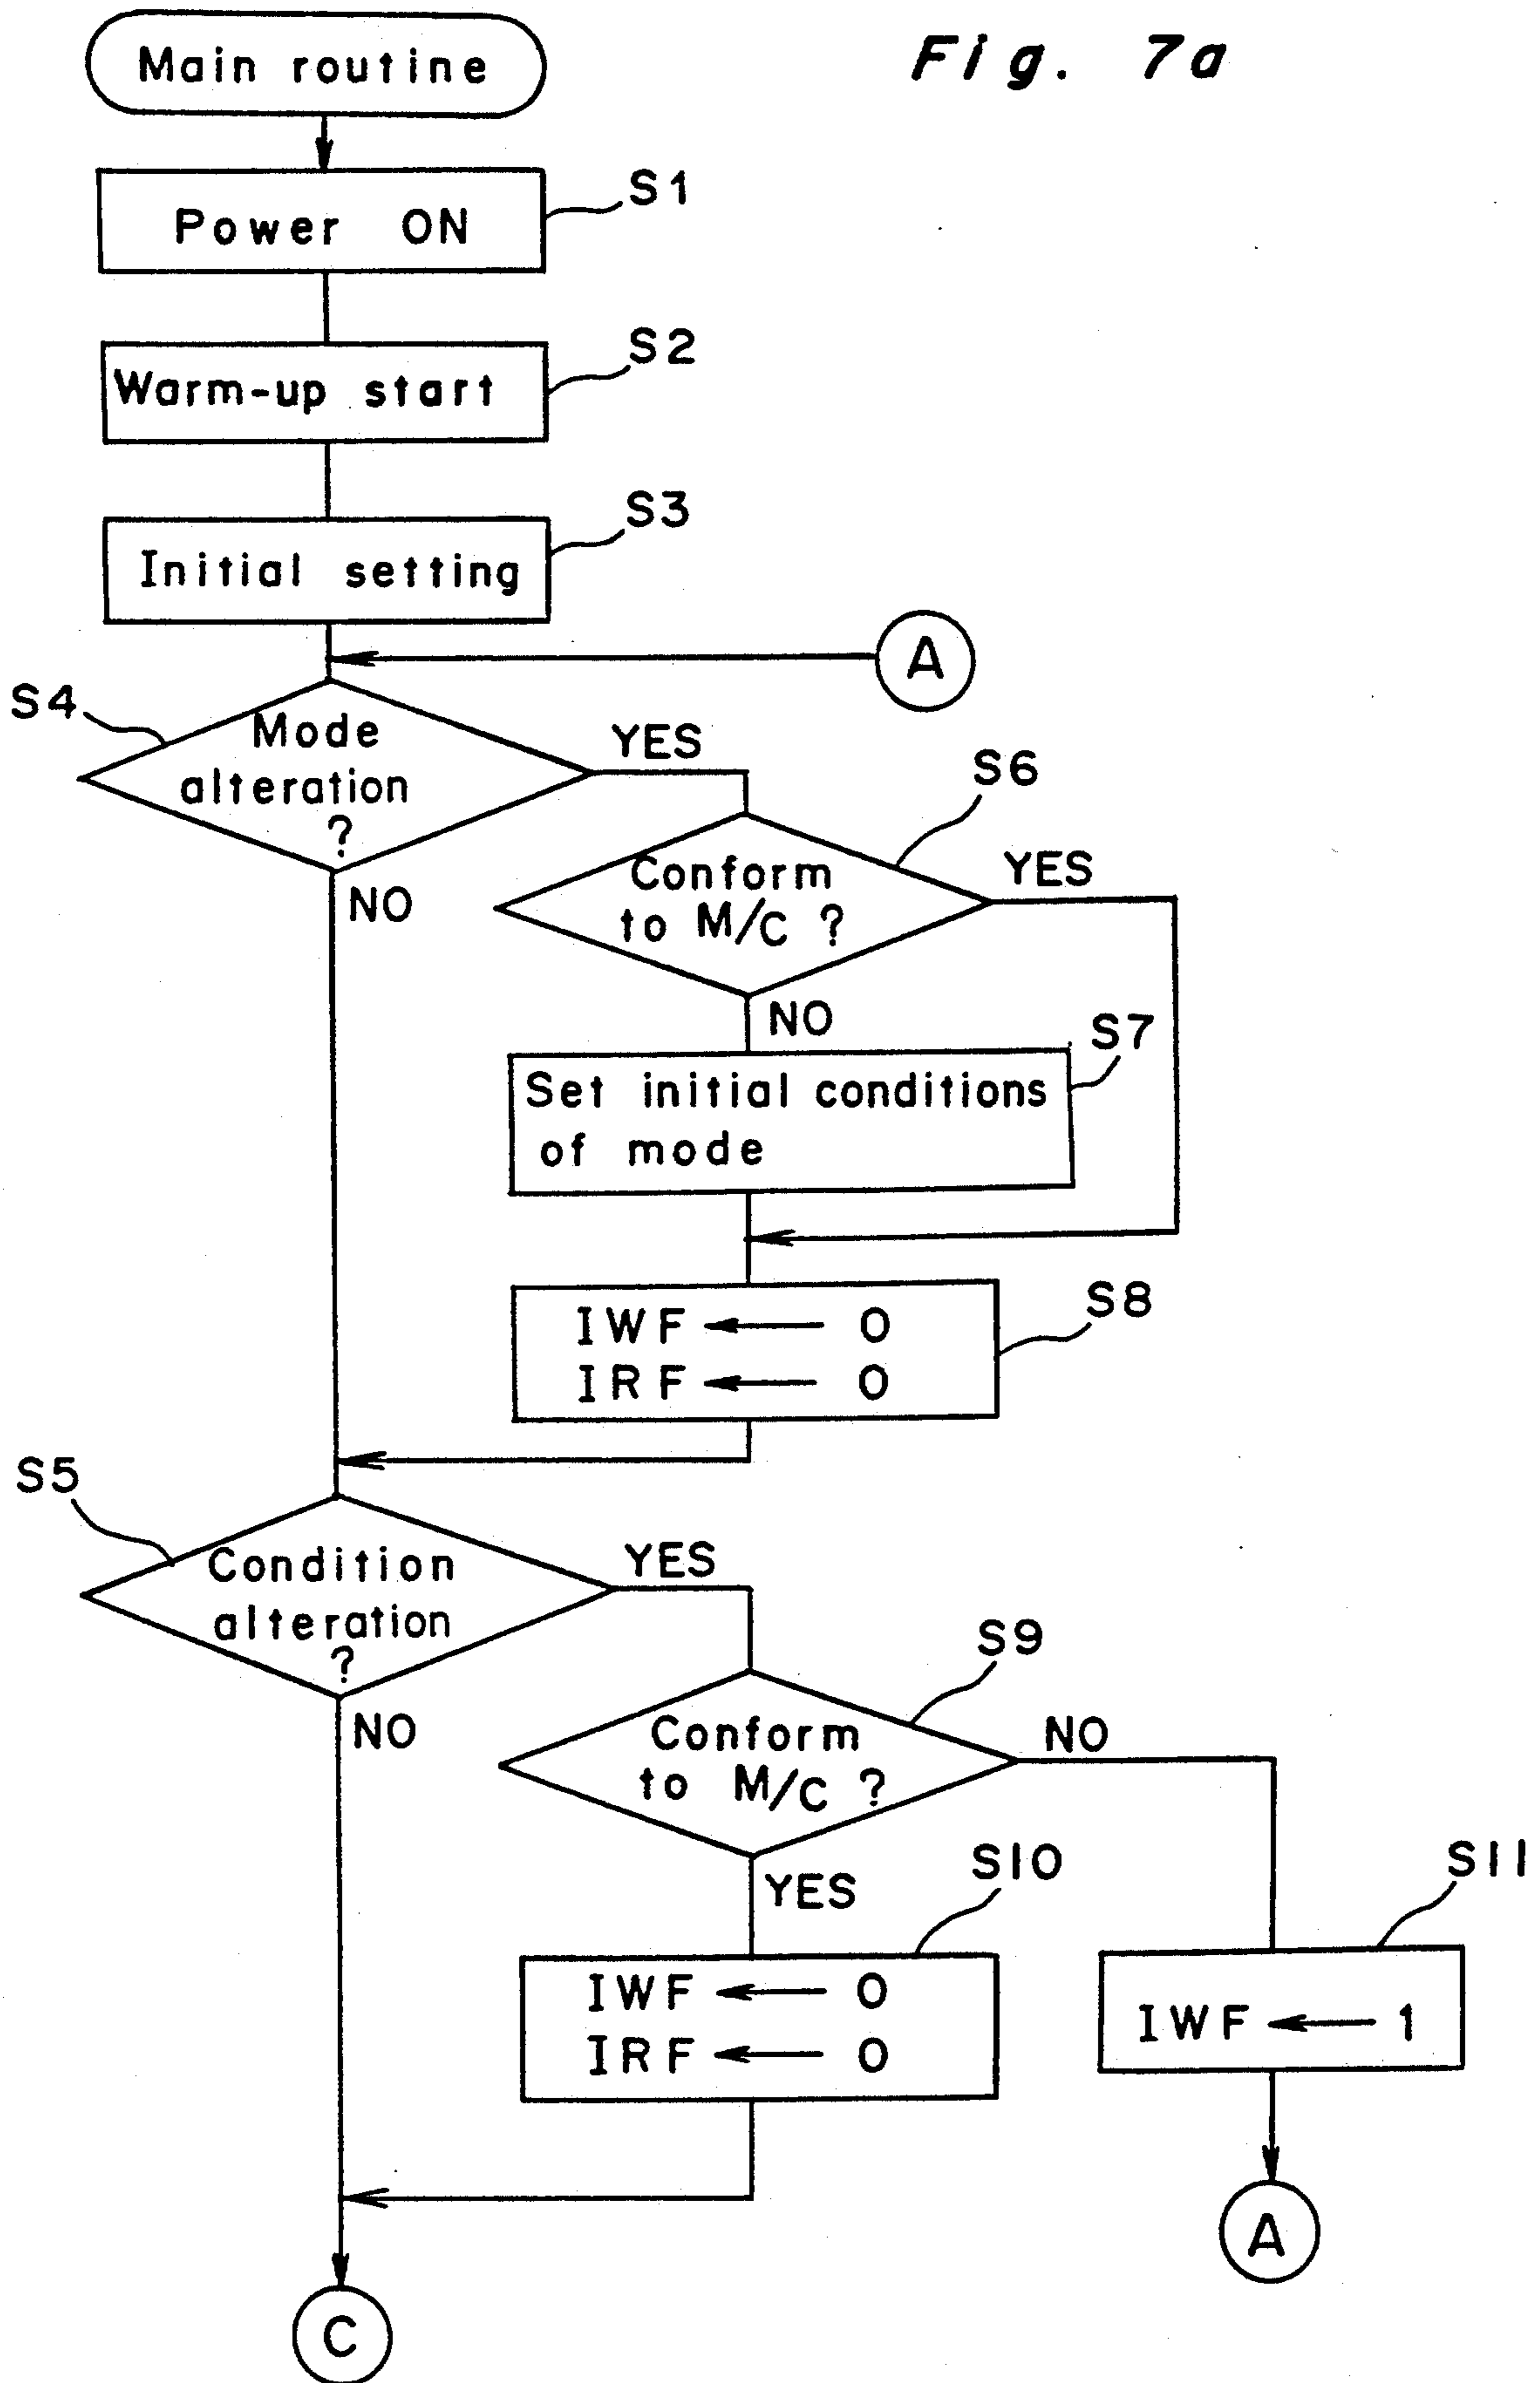 Fig. 7a
Main routine
Power ON
S1
Warm-up start
S2
Initial setting
S3
A
S4
Mode
alteration
?
YES
NO
S6
Conform
to M/C ?
YES
NO
S7
Set initial conditions
of mode
S8
IWF ← 0
IRF ← 0
S5
Condition
alteration
?
YES
NO
S9
Conform
to M/C ?
NO
YES
S10
IWF ← 0
IRF ← 0
S11
IWF ← 1
A
C